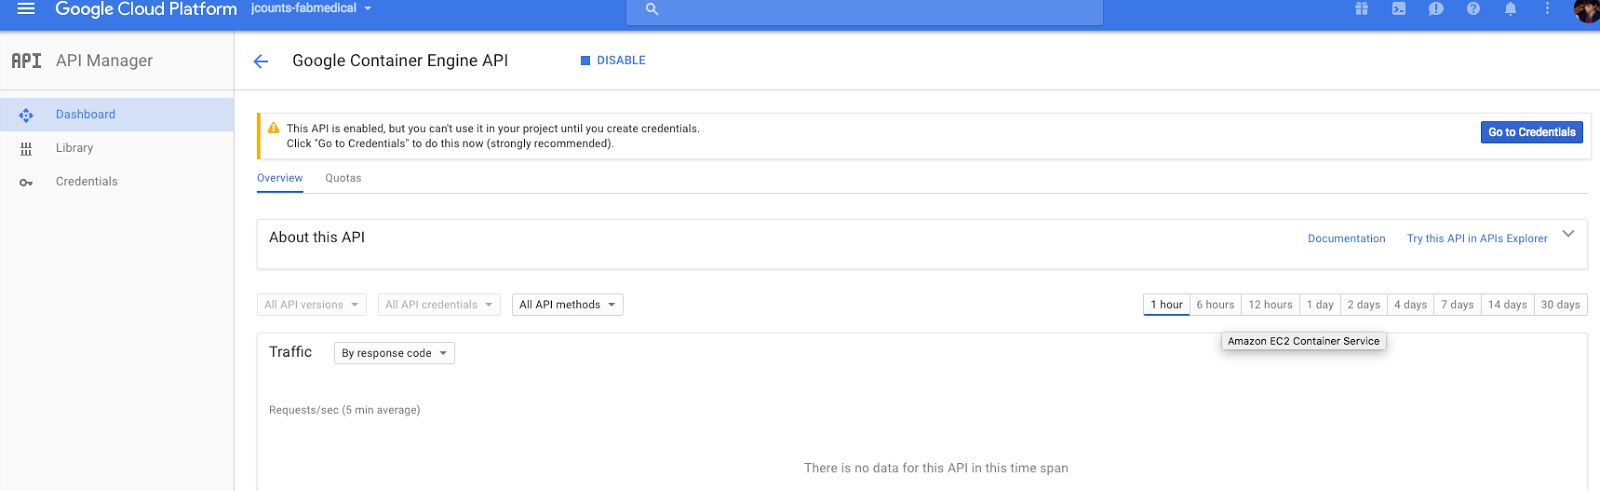 Google Cloud Platform jcounts-fabmedical
API API Manager
Google Container Engine API DISABLE
Dashboard
Library
Credentials
This API is enabled, but you can't use it in your project until you create credentials.
Click "Go to Credentials" to do this now (strongly recommended).
Go to Credentials
Overview Quotas
About this API
Documentation Try this API in APIs Explorer
All API versions All API credentials All API methods
1 hour 6 hours 12 hours 1 day 2 days 4 days 7 days 14 days 30 days
Amazon EC2 Container Service
Traffic By response code
Requests/sec (5 min average)
There is no data for this API in this time span